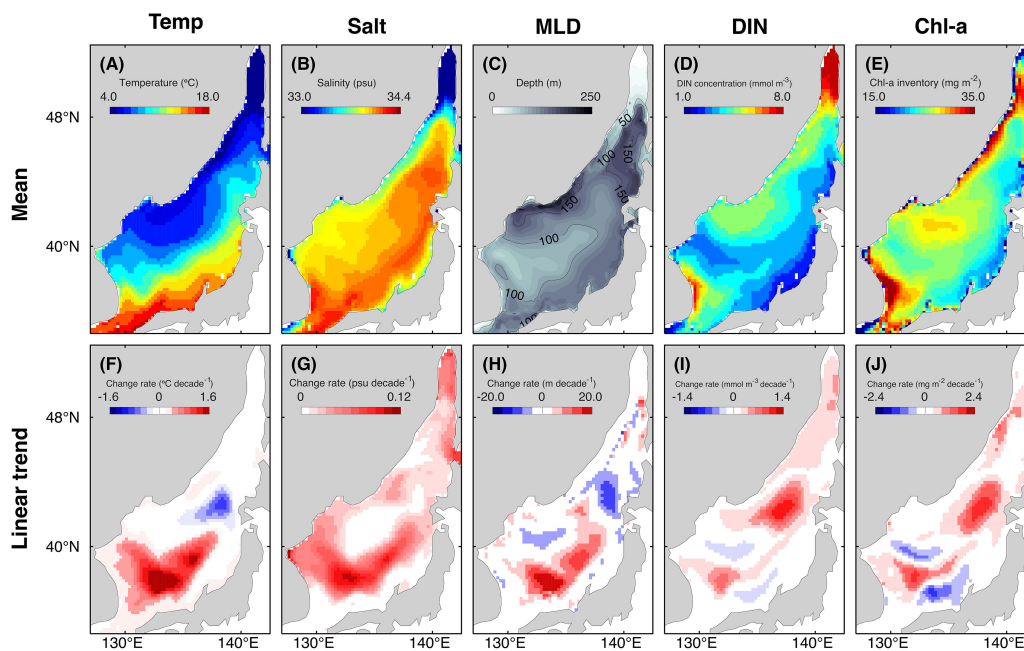 Temp Salt MLD DIN Chl-a
Mean
(A) (B) (C) (D) (E)
Temperature (°C) Salinity (psu) Depth (m) DIN concentration (mmol m-3) Chl-a inventory (mg m-2)
4.0 18.0 33.0 34.4 0 250 1.0 8.0 15.0 35.0
48°N
50
100
150
150
150
40°N
100
100
100
Linear trend
(F) (G) (H) (I) (J)
Change rate (°C decade-1) Change rate (psu decade-1) Change rate (m decade-1) Change rate (mmol m-3 decade-1) Change rate (mg m-2 decade-1)
-1.6 0 1.6 0 0.12 -20.0 0 20.0 -1.4 0 1.4 -2.4 0 2.4
48°N
40°N
130°E 140°E 130°E 140°E 130°E 140°E 130°E 140°E 130°E 140°E